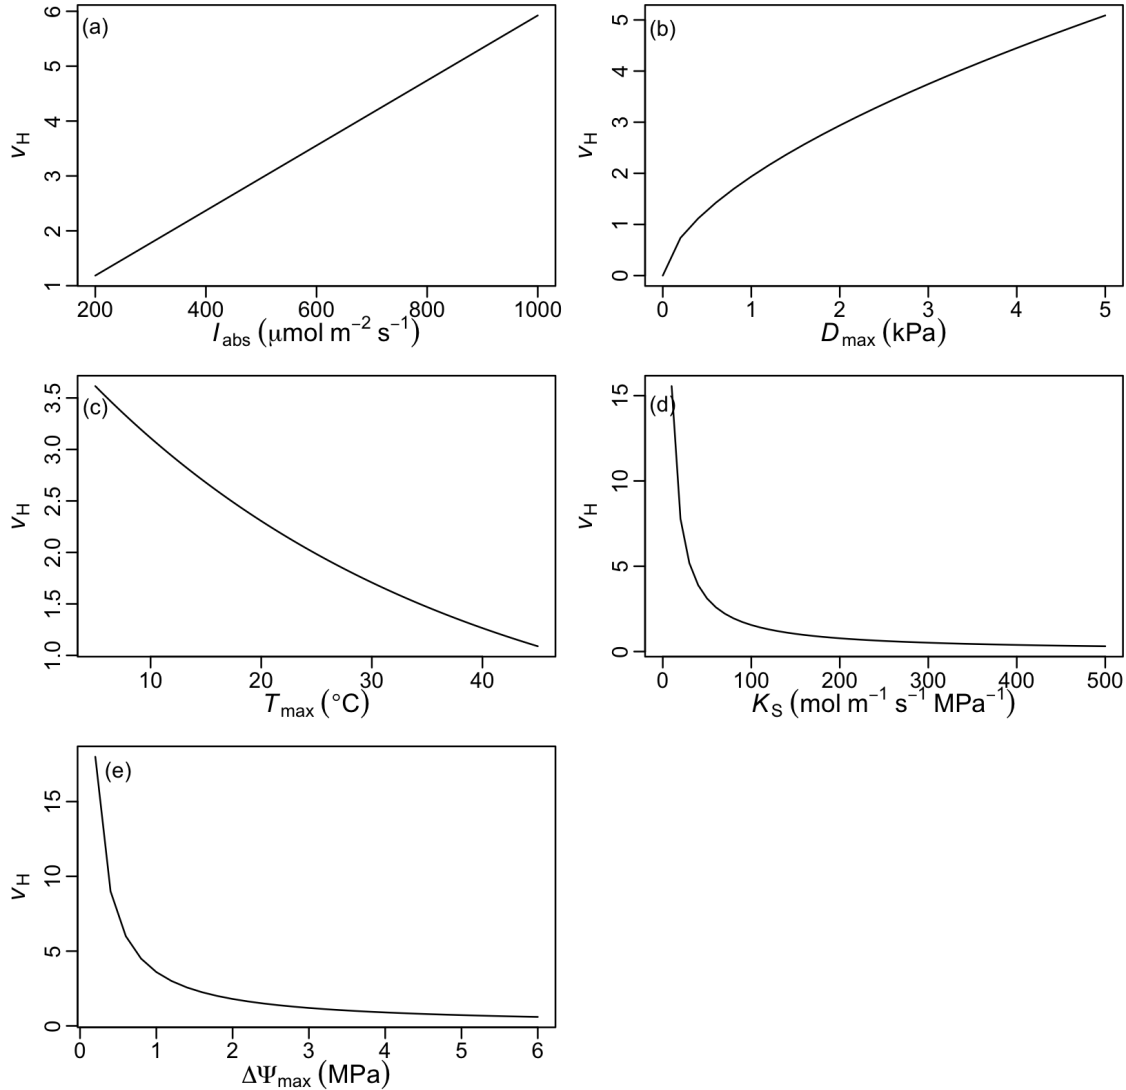 (a)
6
5
4
3
2
1
vH
200 400 600 800 1000
Iabs (μmol m−2 s−1)
(b)
5
4
3
2
1
0
vH
0 1 2 3 4 5
Dmax (kPa)
(c)
3.5
3.0
2.5
2.0
1.5
1.0
vH
10 20 30 40
Tmax (°C)
(d)
15
10
5
0
vH
0 100 200 300 400 500
KS (mol m−1 s−1 MPa−1)
(e)
15
10
5
0
vH
0 1 2 3 4 5 6
ΔΨmax (MPa)